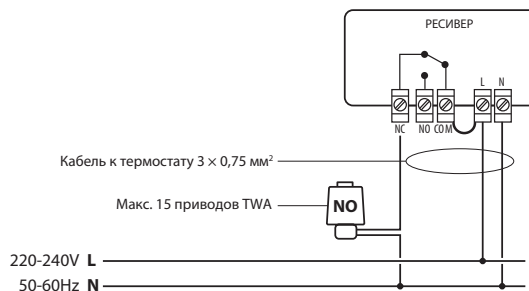 РЕСИВЕР
L N
NC NO COM
Кабель к термостату 3 × 0,75 мм²
Макс. 15 приводов TWA
NO
220-240V L
50-60Hz N